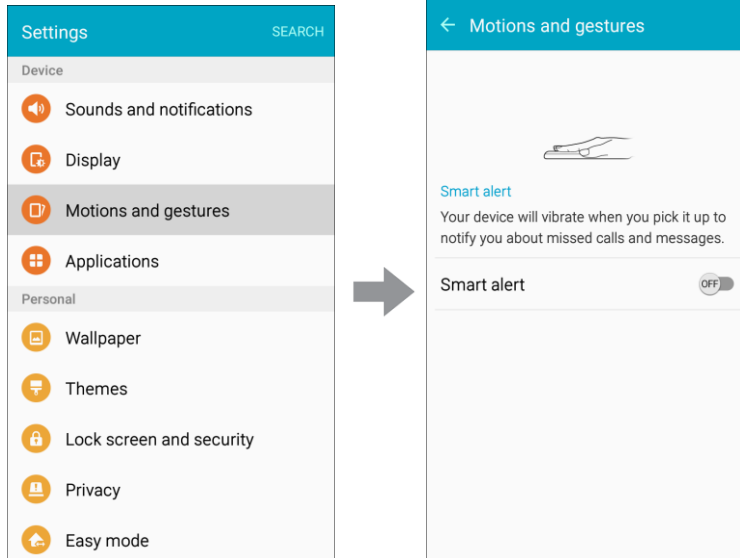 Settings
SEARCH
Device
Sounds and notifications
Display
Motions and gestures
Applications
Personal
Wallpaper
Themes
Lock screen and security
Privacy
Easy mode
Motions and gestures
Smart alert
Your device will vibrate when you pick it up to
notify you about missed calls and messages.
Smart alert
OFF